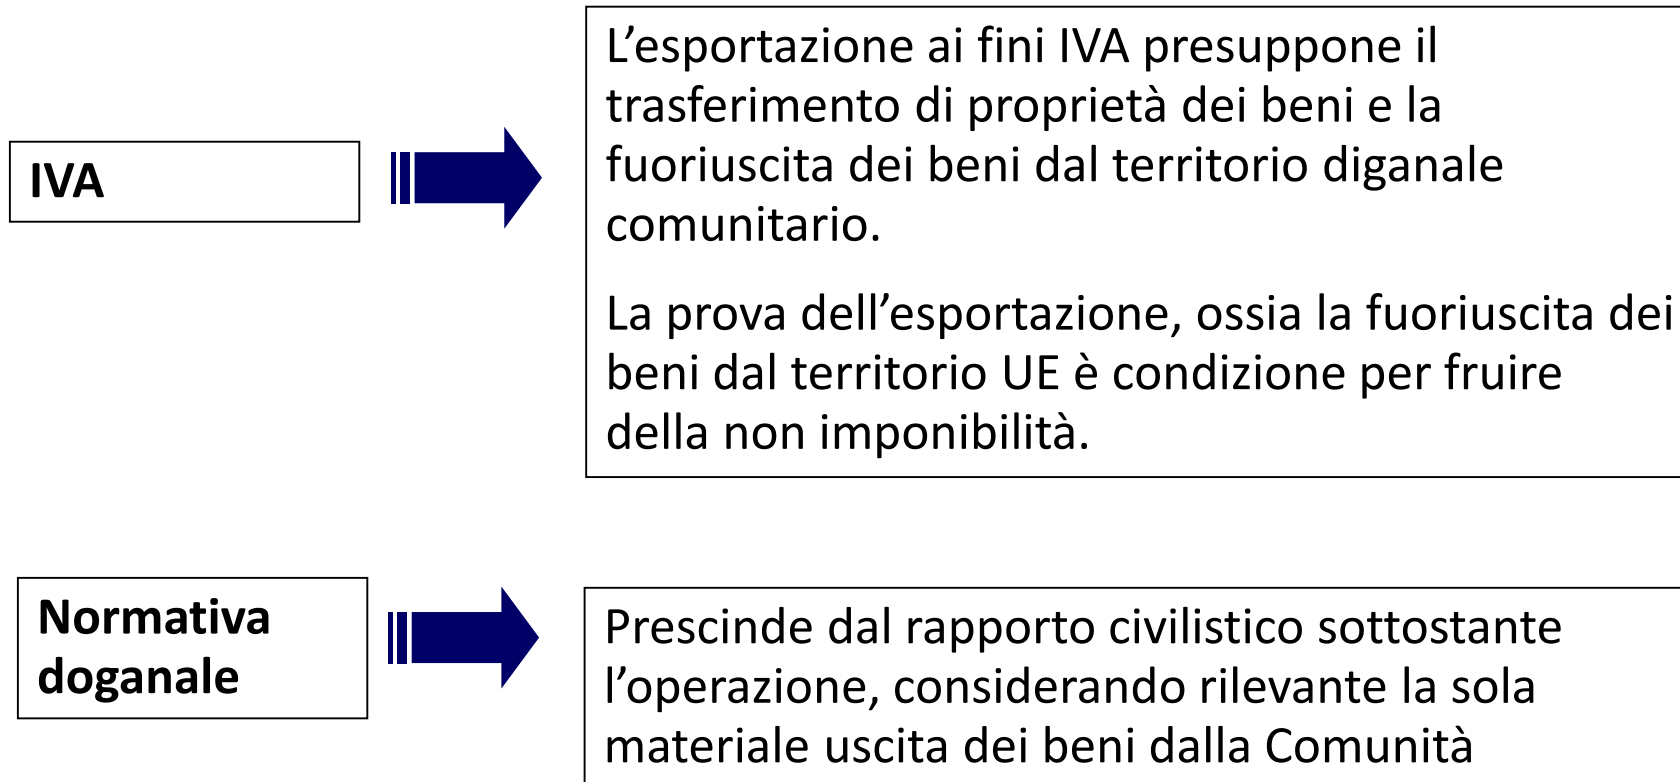 IVA
L’esportazione ai fini IVA presuppone il
trasferimento di proprietà dei beni e la
fuoriuscita dei beni dal territorio diganale
comunitario.
La prova dell’esportazione, ossia la fuoriuscita dei
beni dal territorio UE è condizione per fruire
della non imponibilità.
Normativa
doganale
Prescinde dal rapporto civilistico sottostante
l’operazione, considerando rilevante la sola
materiale uscita dei beni dalla Comunità